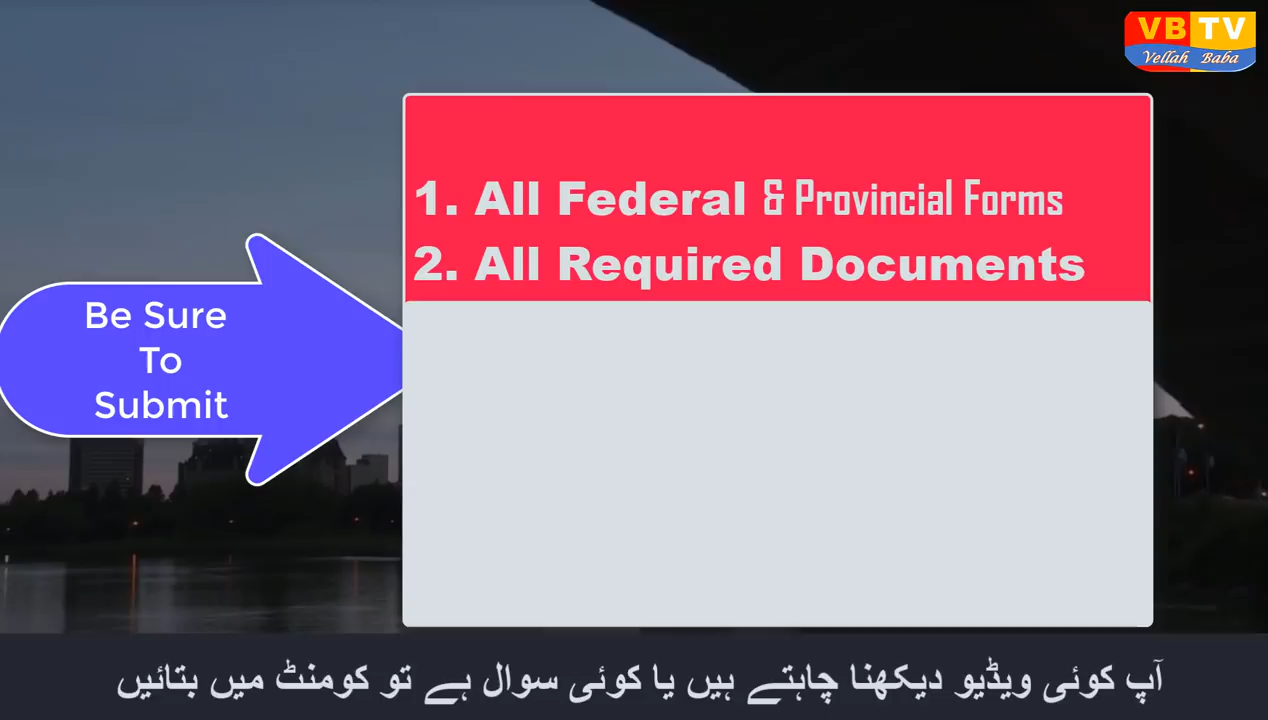 VB TV
Vellah Baba
1. All Federal & Provincial Forms
2. All Required Documents
Be Sure
To
Submit
آپ کوئی ویڈیو دیکھنا چاہتے ہیں یا کوئی سوال ہے تو کومنٹ میں بتائیں